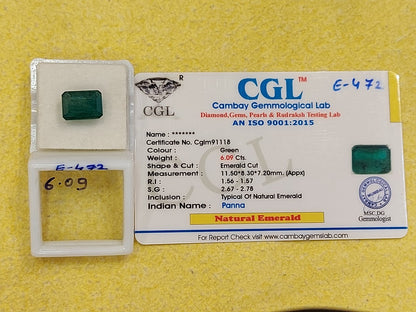 R
CGL
CGL™
E-472
Cambay Gemmological Lab
Diamond, Gems, Pearls & Rudraksh Testing Lab
AN ISO 9001:2015
Name : *******
Certificate No. Cglm91118
Colour : Green
Weight : 6.09 Cts.
Shape & Cut : Emerald Cut
Measurement : 11.50*8.30*7.20mm. (Appx)
R.I : 1.56 - 1.57
S.G : 2.67 - 2.78
Inclusion : Typical Of Natural Emerald
Indian Name : Panna
Natural Emerald
MSC,DG
Gemmologist
For Report Check Visit to : www.cambaygemslab.com
E-472
6.09